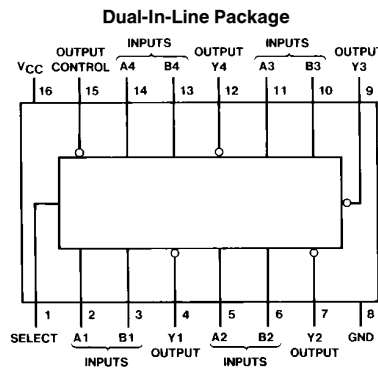 Dual-In-Line Package
INPUTS INPUTS
OUTPUT OUTPUT OUTPUT
VCC CONTROL A4 B4 Y4 A3 B3 Y3
16 15 14 13 12 11 10 9
1 2 3 4 5 6 7 8
SELECT A1 B1 Y1 A2 B2 Y2 GND
INPUTS OUTPUT INPUTS OUTPUT